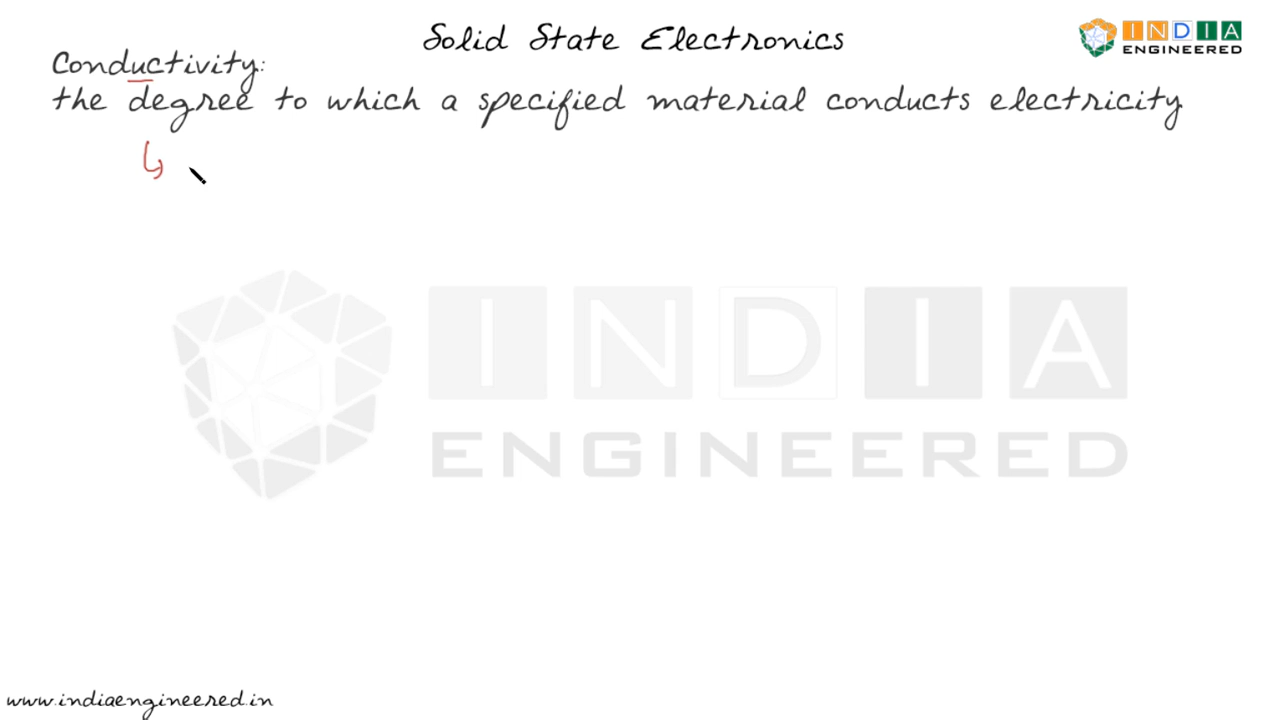 Solid State Electronics
INDIA
ENGINEERED
Conductivity:
the degree to which a specified material conducts electricity
INDIA
ENGINEERED
www.indiaengineered.in